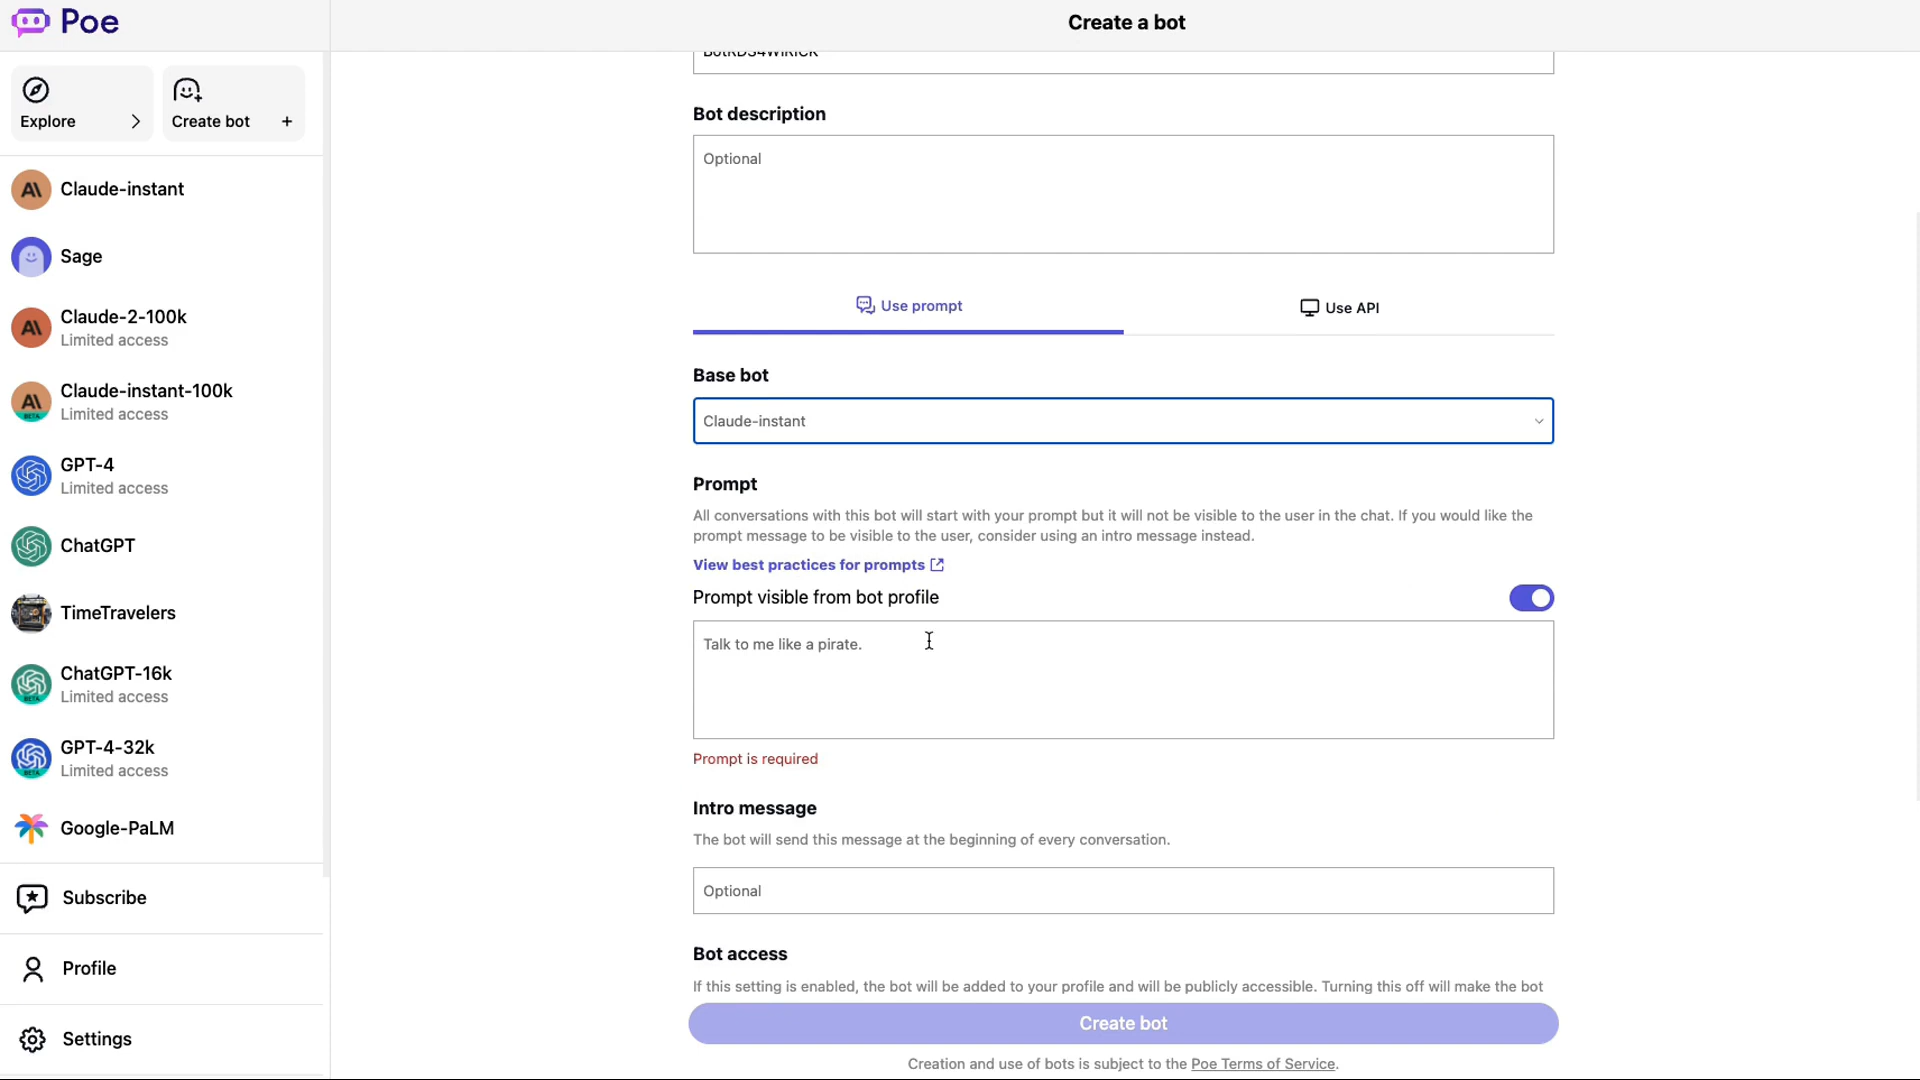 Poe
Create a bot
Explore
Create bot
Claude-instant
Sage
Claude-2-100k
Limited access
Claude-instant-100k
Limited access
GPT-4
Limited access
ChatGPT
TimeTravelers
ChatGPT-16k
Limited access
GPT-4-32k
Limited access
Google-PaLM
Subscribe
Profile
Settings
Bot description
Optional
Use prompt
Use API
Base bot
Claude-instant
Prompt
All conversations with this bot will start with your prompt but it will not be visible to the user in the chat. If you would like the
prompt message to be visible to the user, consider using an intro message instead.
View best practices for prompts
Prompt visible from bot profile
Talk to me like a pirate.
Prompt is required
Intro message
The bot will send this message at the beginning of every conversation.
Optional
Bot access
If this setting is enabled, the bot will be added to your profile and will be publicly accessible. Turning this off will make the bot
Create bot
Creation and use of bots is subject to the Poe Terms of Service.